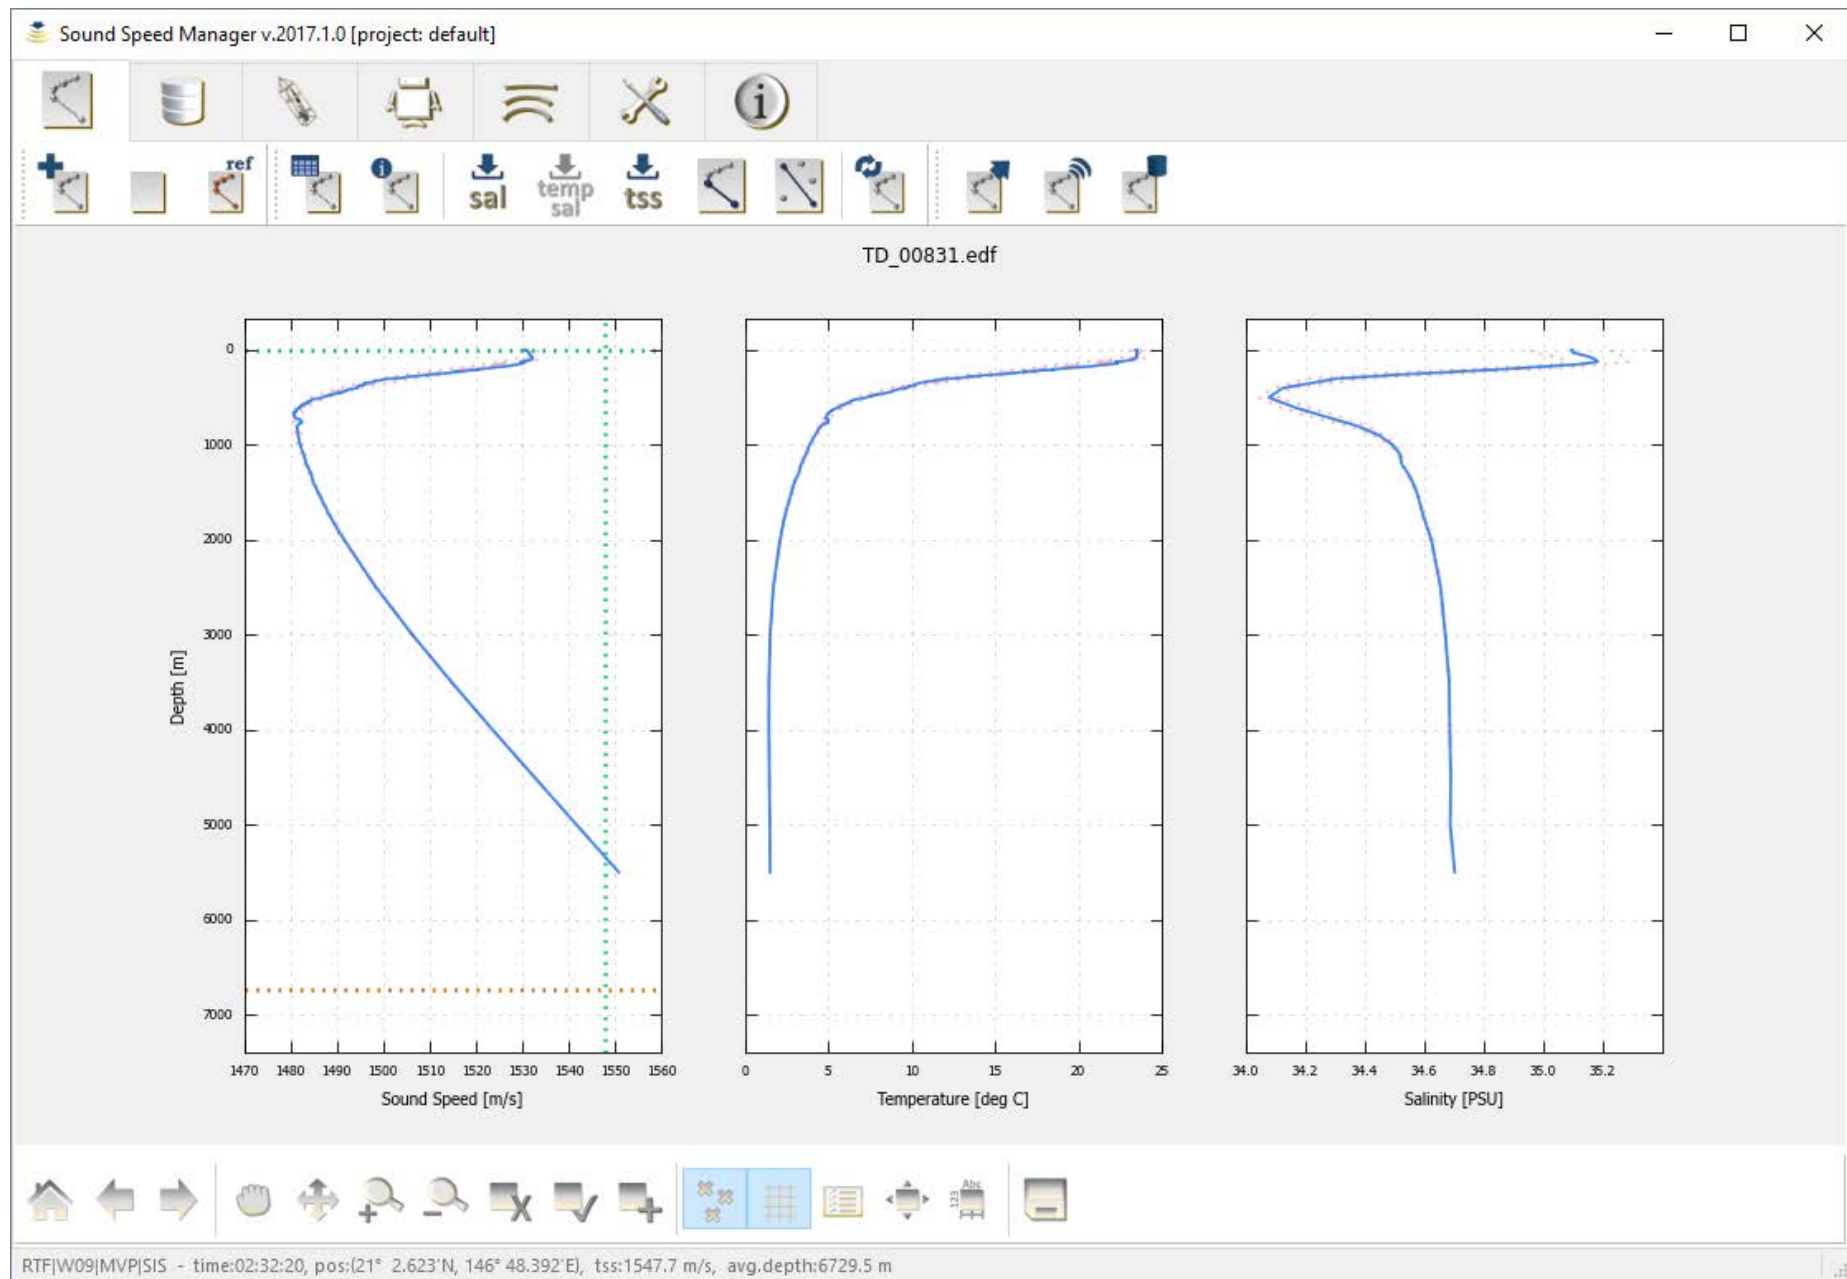 Sound Speed Manager v.2017.1.0 [project: default]
ref
sal
temp
sal
tss
TD_00831.edf
0
1000
2000
3000
4000
5000
6000
7000
Depth [m]
1470 1480 1490 1500 1510 1520 1530 1540 1550 1560
Sound Speed [m/s]
0 5 10 15 20 25
Temperature [deg C]
34.0 34.2 34.4 34.6 34.8 35.0 35.2
Salinity [PSU]
Abc
123
RTF|W09|MVP|SIS - time:02:32:20, pos:(21° 2.623'N, 146° 48.392'E), tss:1547.7 m/s, avg.depth:6729.5 m